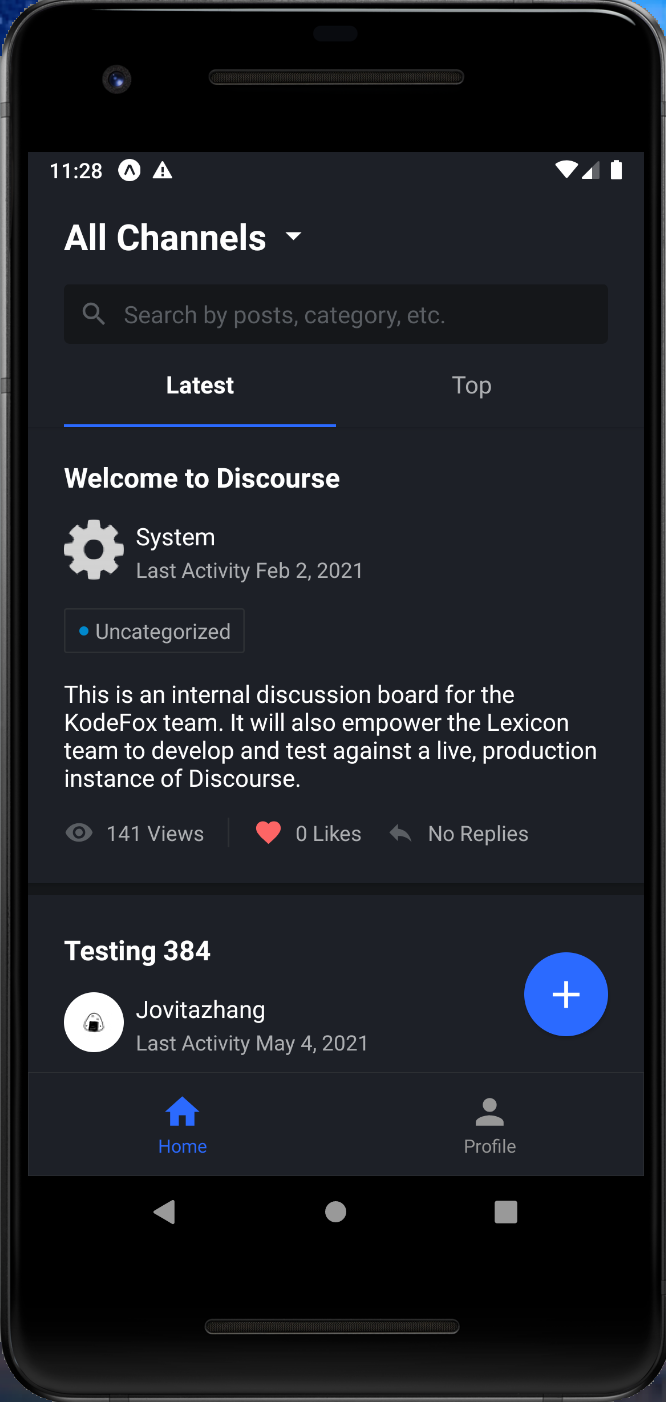 11:28
All Channels
Search by posts, category, etc.
Latest
Top
Welcome to Discourse
System
Last Activity Feb 2, 2021
Uncategorized
This is an internal discussion board for the
KodeFox team. It will also empower the Lexicon
team to develop and test against a live, production
instance of Discourse.
141 Views
0 Likes
No Replies
Testing 384
Jovitazhang
Last Activity May 4, 2021
Home
Profile